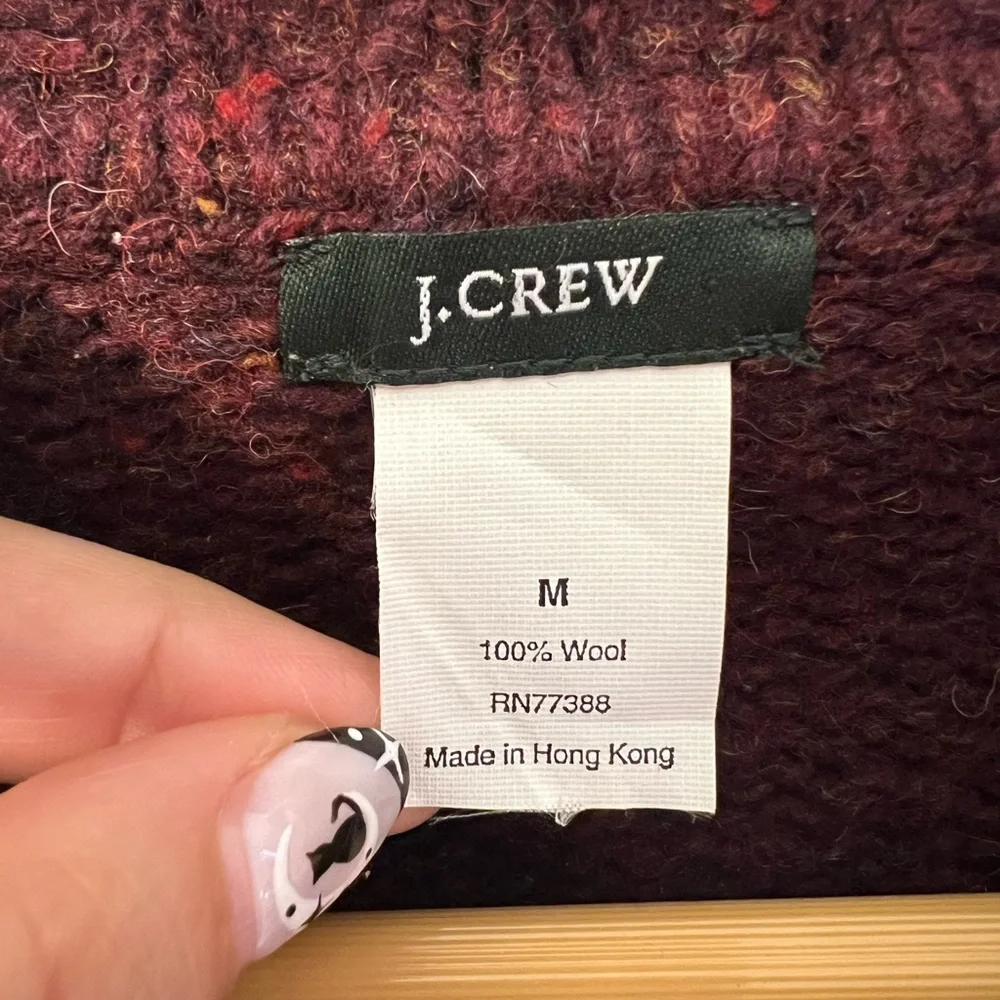 J.CREW
M
100% Wool
RN77388
Made in Hong Kong